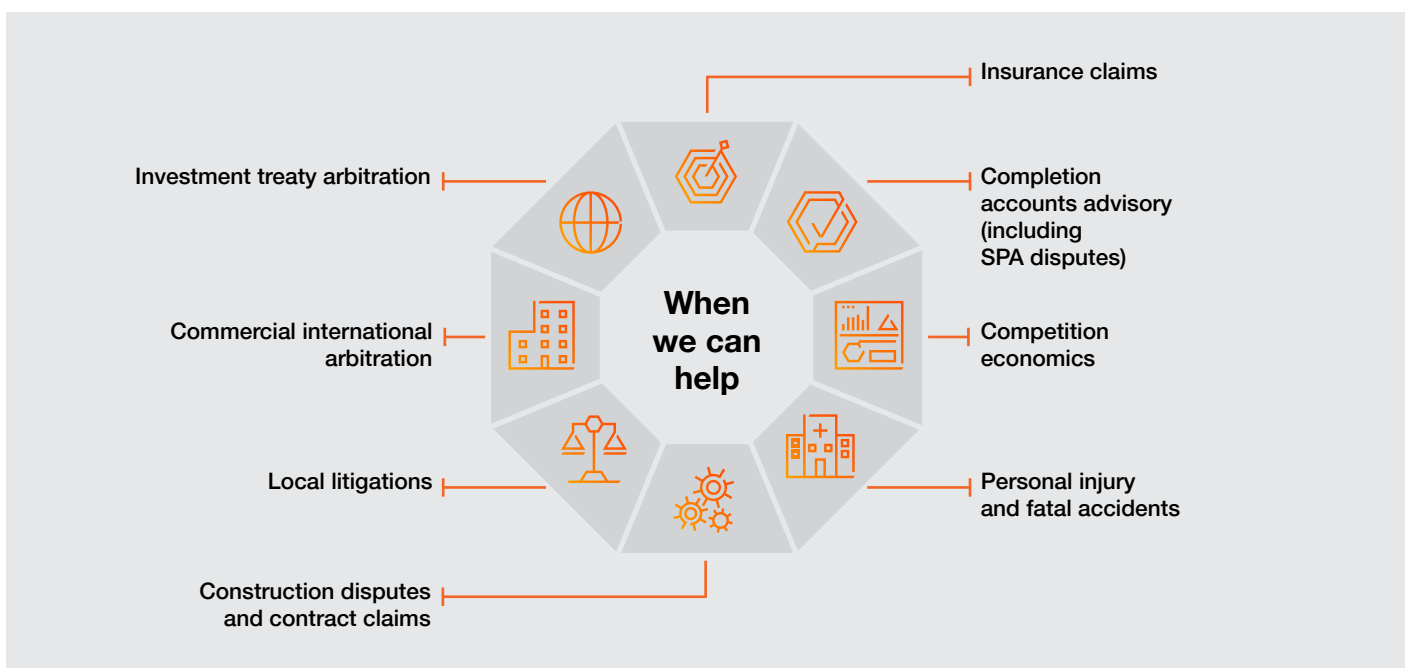 Insurance claims
Completion
accounts advisory
(including
SPA disputes)
Competition
economics
Personal injury
and fatal accidents
Construction disputes
and contract claims
Local litigations
Commercial international
arbitration
Investment treaty arbitration
When
we can
help